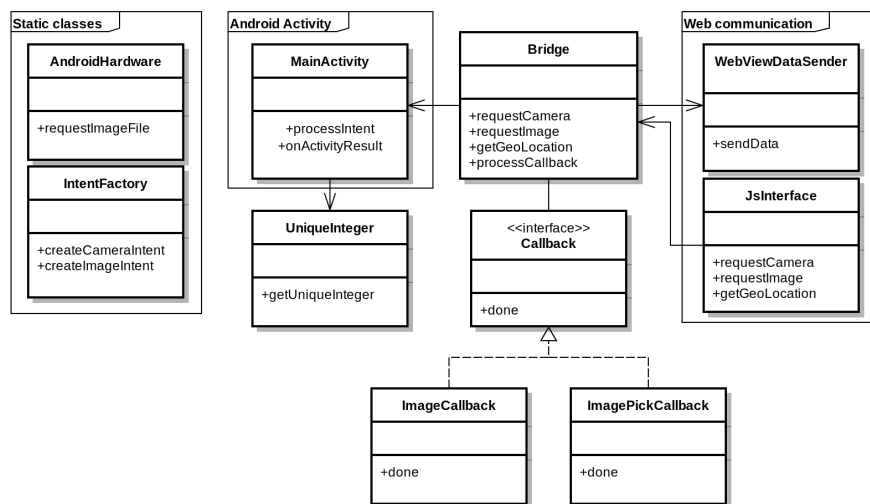 Static classes
AndroidHardware
+requestImageFile
IntentFactory
+createCameraIntent
+createImageIntent
Android Activity
MainActivity
+processIntent
+onActivityResult
UniqueInteger
+getUniqueInteger
Bridge
+requestCamera
+requestImage
+getGeoLocation
+processCallback
<<interface>>
Callback
+done
ImageCallback
+done
ImagePickCallback
+done
Web communication
WebViewDataSender
+sendData
JsInterface
+requestCamera
+requestImage
+getGeoLocation